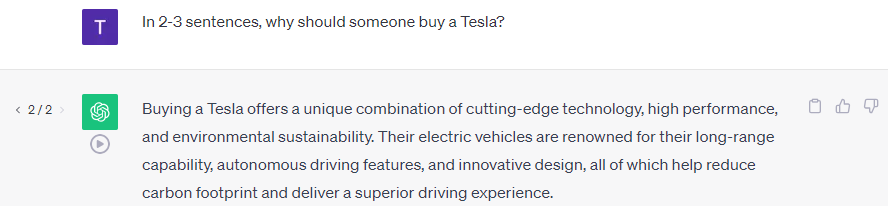 T
In 2-3 sentences, why should someone buy a Tesla?
< 2 / 2 >
Buying a Tesla offers a unique combination of cutting-edge technology, high performance,
and environmental sustainability. Their electric vehicles are renowned for their long-range
capability, autonomous driving features, and innovative design, all of which help reduce
carbon footprint and deliver a superior driving experience.